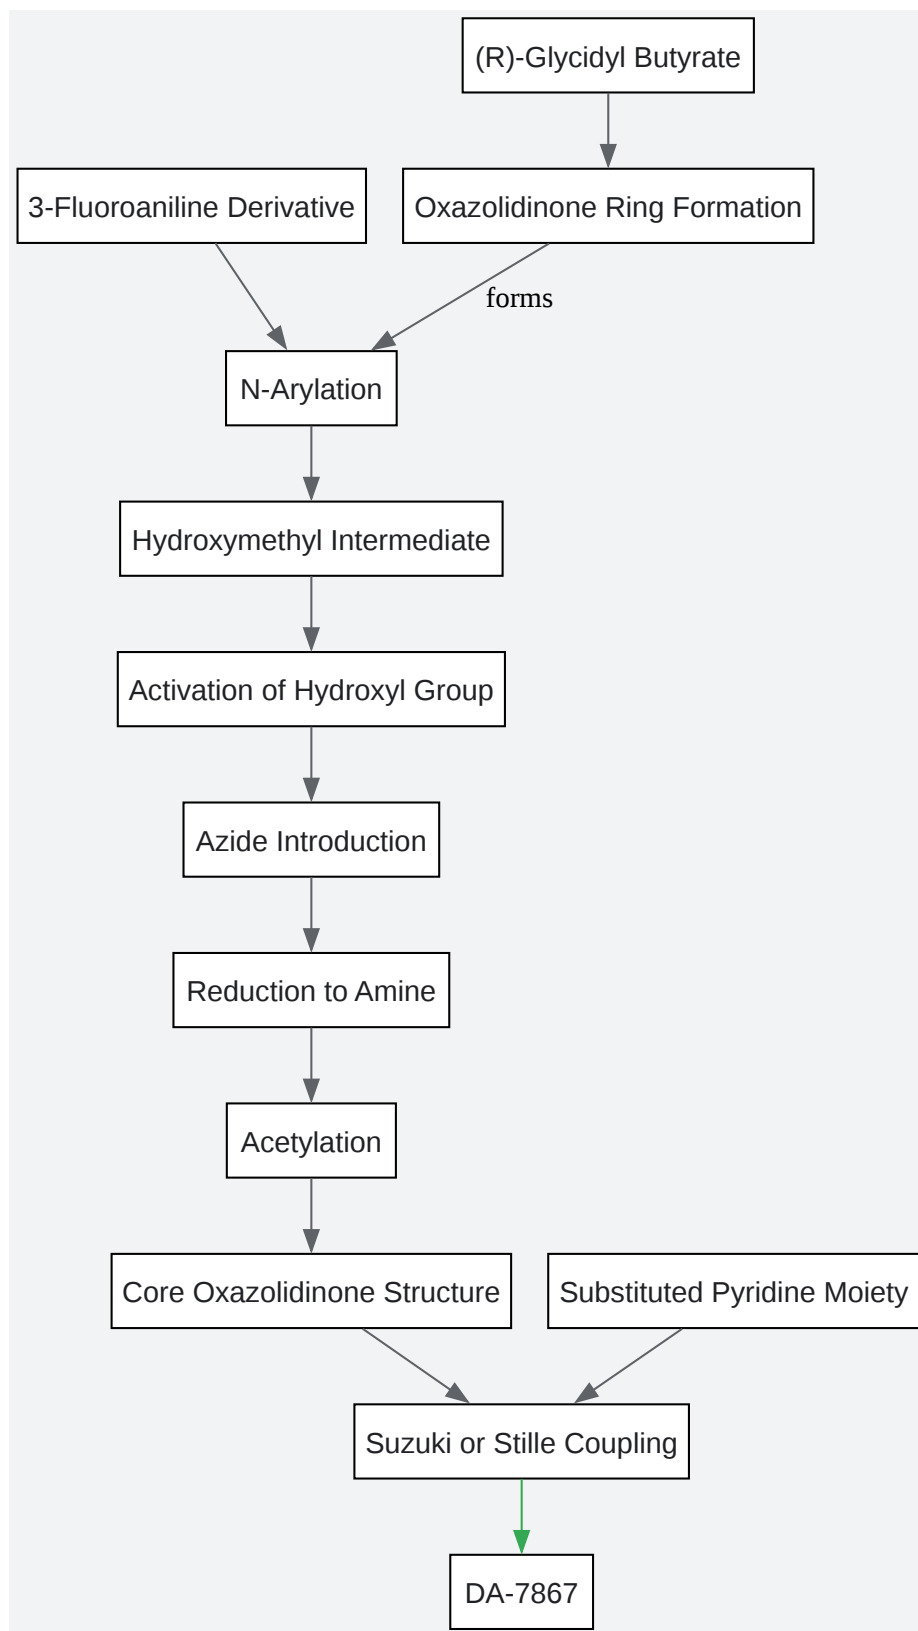 (R)-Glycidyl Butyrate
3-Fluoroaniline Derivative
Oxazolidinone Ring Formation
forms
N-Arylation
Hydroxymethyl Intermediate
Activation of Hydroxyl Group
Azide Introduction
Reduction to Amine
Acetylation
Core Oxazolidinone Structure
Substituted Pyridine Moiety
Suzuki or Stille Coupling
DA-7867